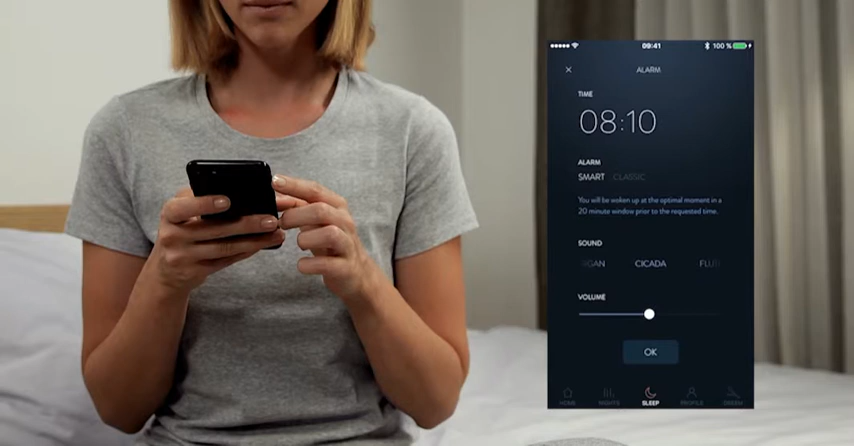 09:41
100 %
ALARM
TIME
08:10
ALARM
SMART CLASSIC
You will be woken up at the optimal moment in a
20 minute window prior to the requested time.
SOUND
CICADA
VOLUME
OK
HOME NIGHTS SLEEP PROFILE